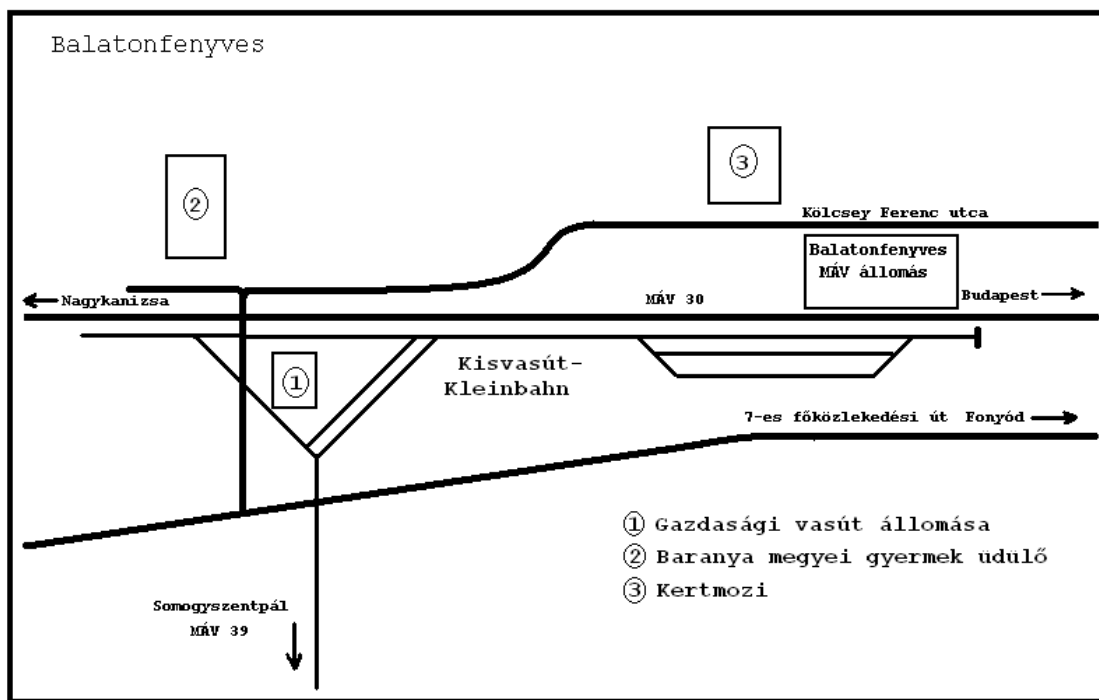 Balatonfenyves
③
②
Kölcsey Ferenc utca
Balatonfenyves
MÁV állomás
Nagykanizsa
MÁV 30
Budapest
①
Kisvasút-
Kleinbahn
7-es főközlekedési út Fonyód
① Gazdasági vasút állomása
② Baranya megyei gyermek üdülő
③ Kertmozi
Somogyszentpál
MÁV 39